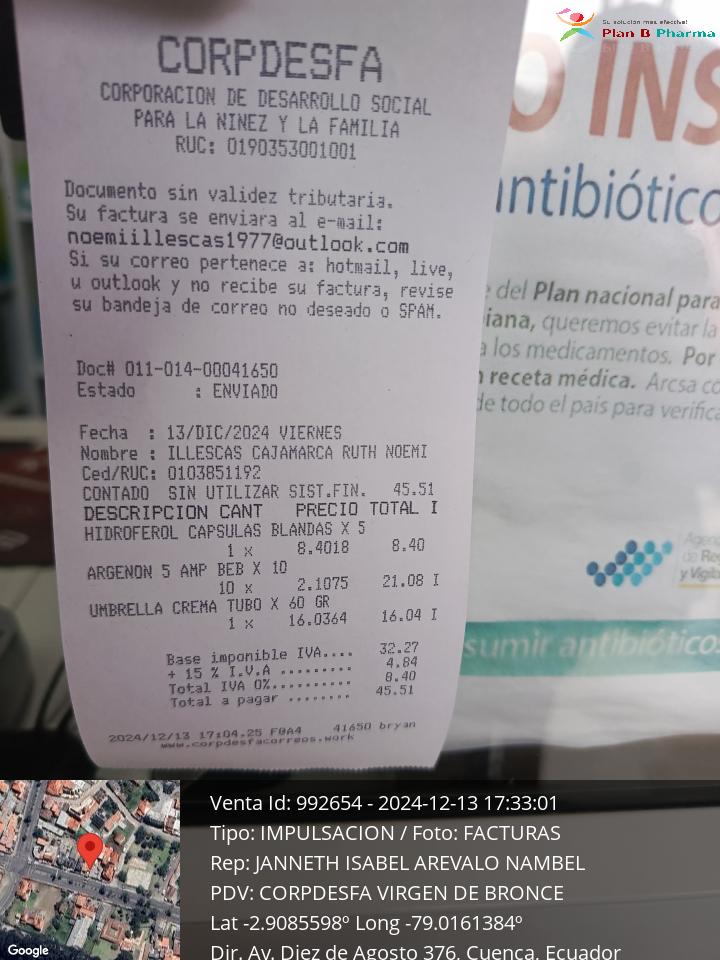 Su solución más efectiva!
Plan B Pharma
CORPDESFA
CORPORACION DE DESARROLLO SOCIAL
PARA LA NINEZ Y LA FAMILIA
RUC: 0190353001001
Documento sin validez tributaria.
Su factura se enviara al e-mail:
noemiillescas1977@outlook.com
Si su correo pertenece a: hotmail, live,
u outlook y no recibe su factura, revise
su bandeja de correo no deseado o SPAM.
Doc# 011-014-00041650
Estado : ENVIADO
Fecha : 13/DIC/2024 VIERNES
Nombre : ILLESCAS CAJAMARCA RUTH NOEMI
Ced/RUC: 0103851192
CONTADO SIN UTILIZAR SIST.FIN. 45.51
DESCRIPCION CANT PRECIO TOTAL I
HIDROFEROL CAPSULAS BLANDAS X 5
1 x 8.4018 8.40
ARGENON 5 AMP BEB X 10
10 x 2.1075 21.08 I
UMBRELLA CREMA TUBO X 60 GR
1 x 16.0364 16.04 I
Base imponible IVA.... 32.27
+ 15 % I.V.A ......... 4.84
Total IVA 0%.......... 8.40
Total a pagar ........ 45.51
2024/12/13 17:04.25 F0A4 41650 bryan
www.corpdesfacorreos.work
O INS
antibiótico
del Plan nacional para
iana, queremos evitar la
a los medicamentos. Por
n receta médica. Arcsa co
de todo el país para verifica
Agen
de Reg
y Vigil
sumir antibiótico
Venta Id: 992654 - 2024-12-13 17:33:01
Tipo: IMPULSACION / Foto: FACTURAS
Rep: JANNETH ISABEL AREVALO NAMBEL
PDV: CORPDESFA VIRGEN DE BRONCE
Lat -2.9085598º Long -79.0161384º
Dir. Av. Diez de Agosto 376, Cuenca, Ecuador
Google